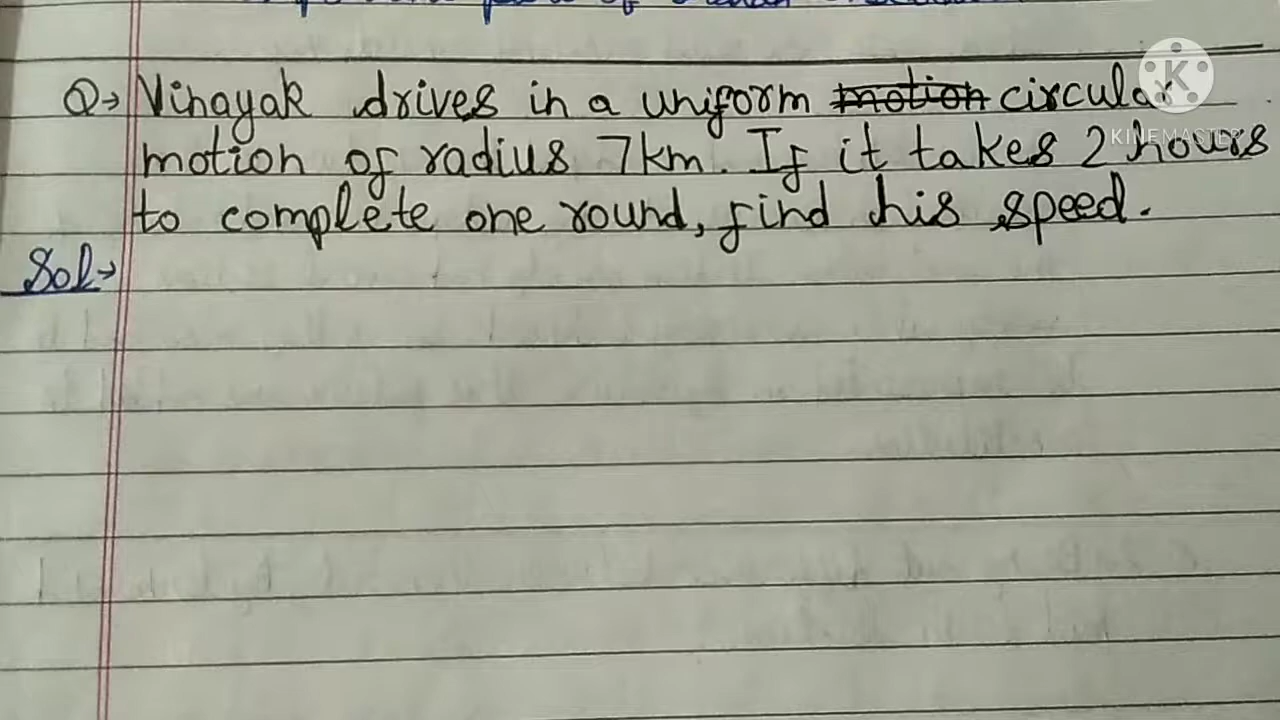 Q→ Vinayak drives in a uniform motion circular
motion of radius 7km. If it takes 2 hours
to complete one round, find his speed.
Sol→
K
KINEMASTER